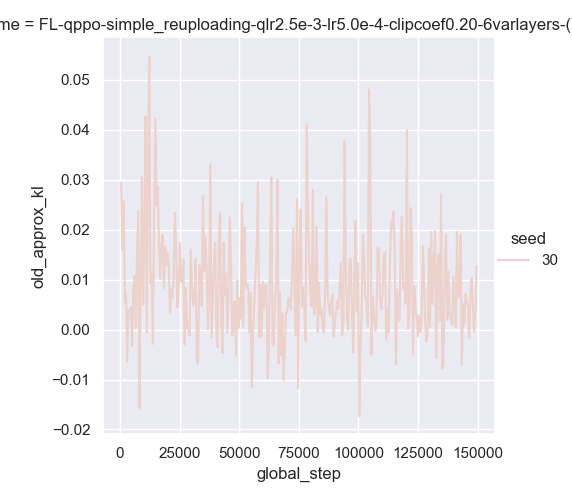 me = FL-qppo-simple_reuploading-qlr2.5e-3-lr5.0e-4-clipcoef0.20-6varlayers-(
0.05
0.04
0.03
0.02
0.01
0.00
−0.01
−0.02
old_approx_kl
0 25000 50000 75000 100000 125000 150000
global_step
seed
30